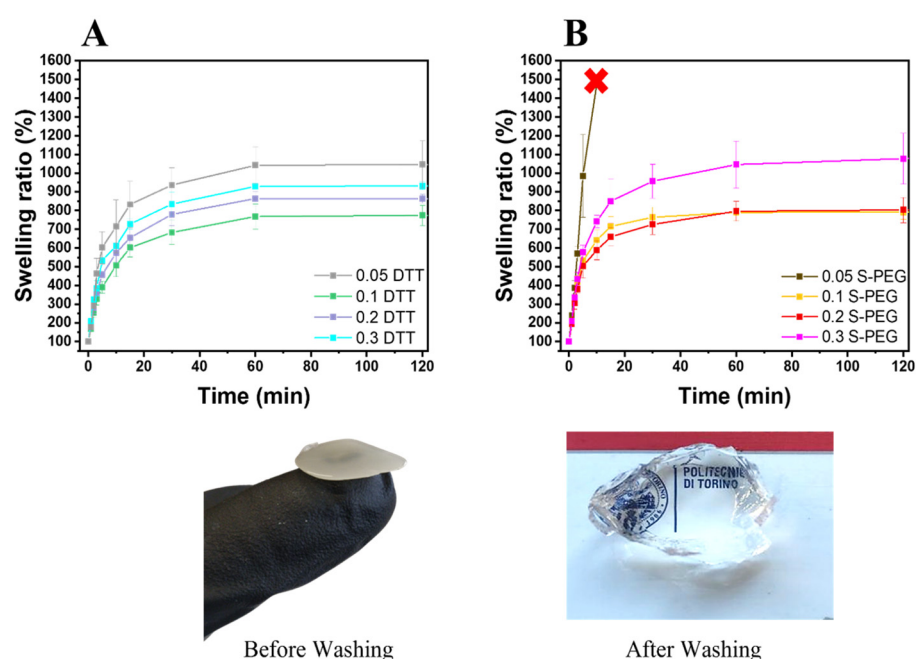 A
1600
1500
1400
1300
1200
1100
1000
900
800
700
600
500
400
300
200
100
Swelling ratio (%)
0.05 DTT
0.1 DTT
0.2 DTT
0.3 DTT
0 20 40 60 80 100 120
Time (min)
B
1600
1500
1400
1300
1200
1100
1000
900
800
700
600
500
400
300
200
100
Swelling ratio (%)
0.05 S-PEG
0.1 S-PEG
0.2 S-PEG
0.3 S-PEG
0 20 40 60 80 100 120
Time (min)
POLITECNIC
DI TORINO
Before Washing
After Washing